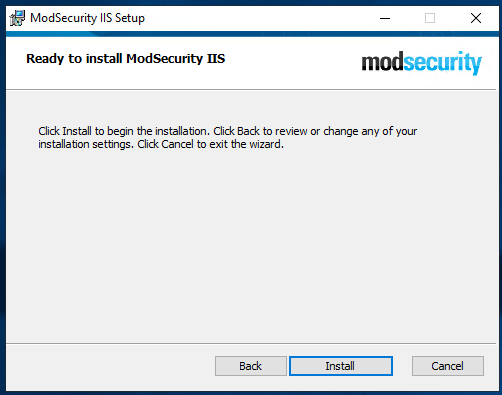 ModSecurity IIS Setup
Ready to install ModSecurity IIS
modsecurity
Click Install to begin the installation. Click Back to review or change any of your
installation settings. Click Cancel to exit the wizard.
Back
Install
Cancel